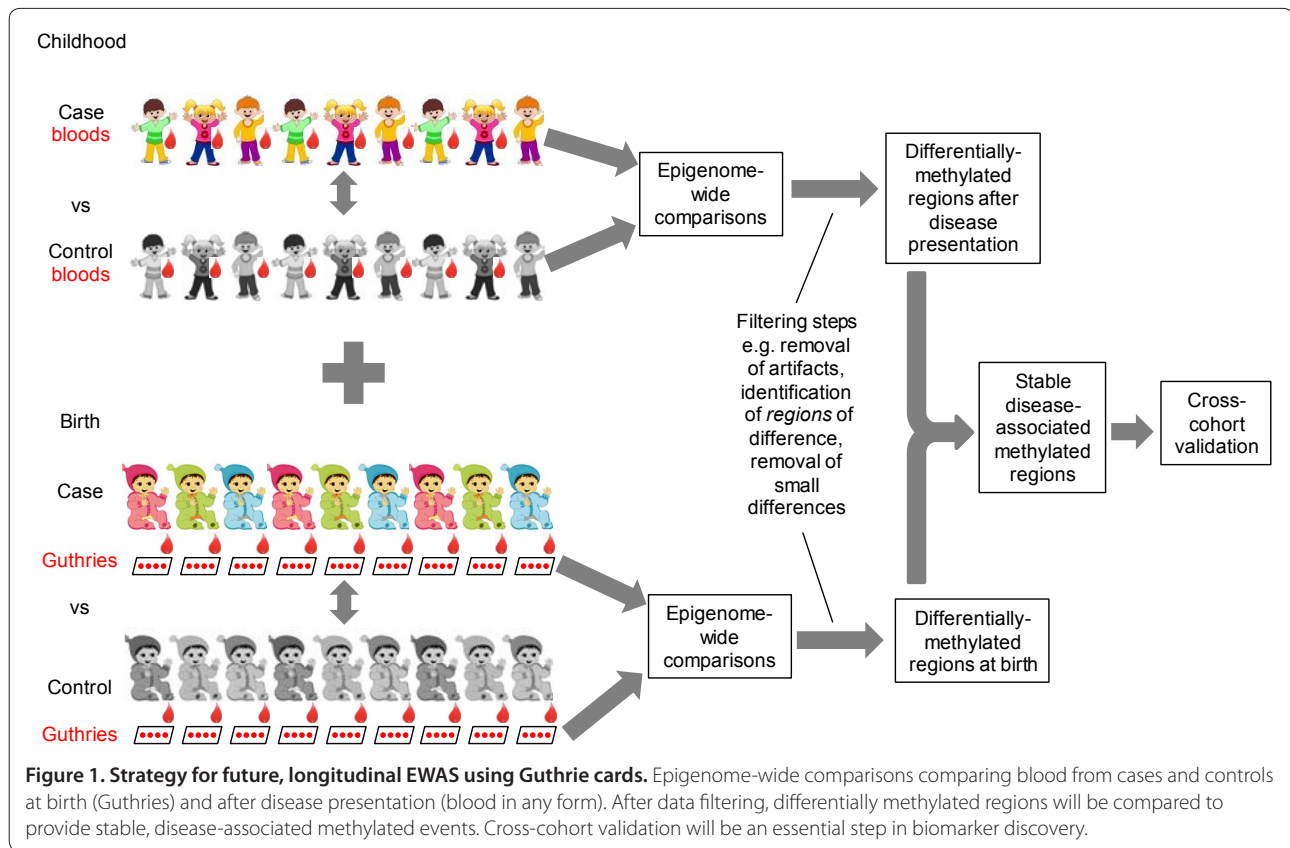 Childhood
Case
bloods
vs
Control
bloods
Epigenome-
wide
comparisons
Differentially-
methylated
regions after
disease
presentation
Filtering steps
e.g. removal
of artifacts,
identification
of regions of
difference,
removal of
small
differences
Stable
disease-
associated
methylated
regions
Cross-
cohort
validation
Birth
Case
Guthries
vs
Control
Guthries
Epigenome-
wide
comparisons
Differentially-
methylated
regions at birth
Figure 1. Strategy for future, longitudinal EWAS using Guthrie cards. Epigenome-wide comparisons comparing blood from cases and controls
at birth (Guthries) and after disease presentation (blood in any form). After data filtering, differentially methylated regions will be compared to
provide stable, disease-associated methylated events. Cross-cohort validation will be an essential step in biomarker discovery.